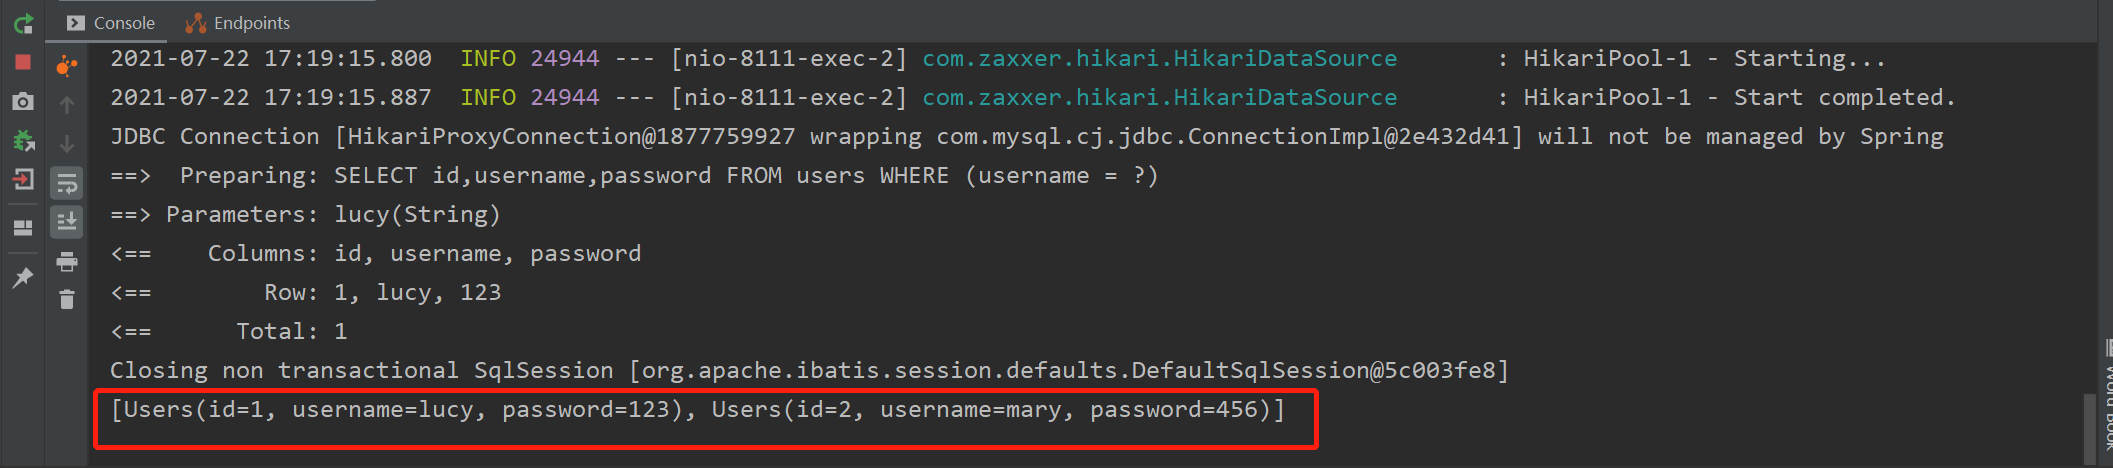 Console Endpoints
2021-07-22 17:19:15.800  INFO 24944 --- [nio-8111-exec-2] com.zaxxer.hikari.HikariDataSource       : HikariPool-1 - Starting...
2021-07-22 17:19:15.887  INFO 24944 --- [nio-8111-exec-2] com.zaxxer.hikari.HikariDataSource       : HikariPool-1 - Start completed.
JDBC Connection [HikariProxyConnection@1877759927 wrapping com.mysql.cj.jdbc.ConnectionImpl@2e432d41] will not be managed by Spring
==>  Preparing: SELECT id,username,password FROM users WHERE (username = ?)
==> Parameters: lucy(String)
<==    Columns: id, username, password
<==        Row: 1, lucy, 123
<==      Total: 1
Closing non transactional SqlSession [org.apache.ibatis.session.defaults.DefaultSqlSession@5c003fe8]
[Users(id=1, username=lucy, password=123), Users(id=2, username=mary, password=456)]
Word Book